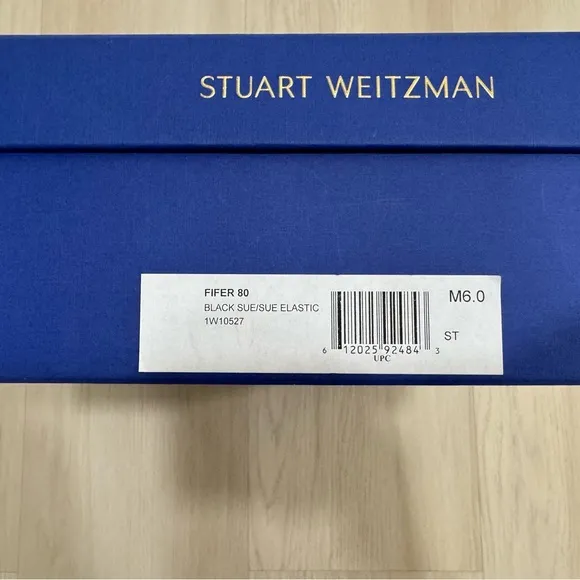 STUART WEITZMAN
FIFER 80
BLACK SUE/SUE ELASTIC
1W10527
M6.0
ST
6 12025 92484 3
UPC